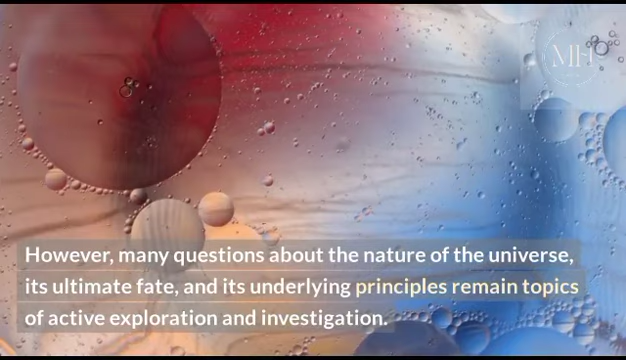 MH
However, many questions about the nature of the universe,
its ultimate fate, and its underlying principles remain topics
of active exploration and investigation.